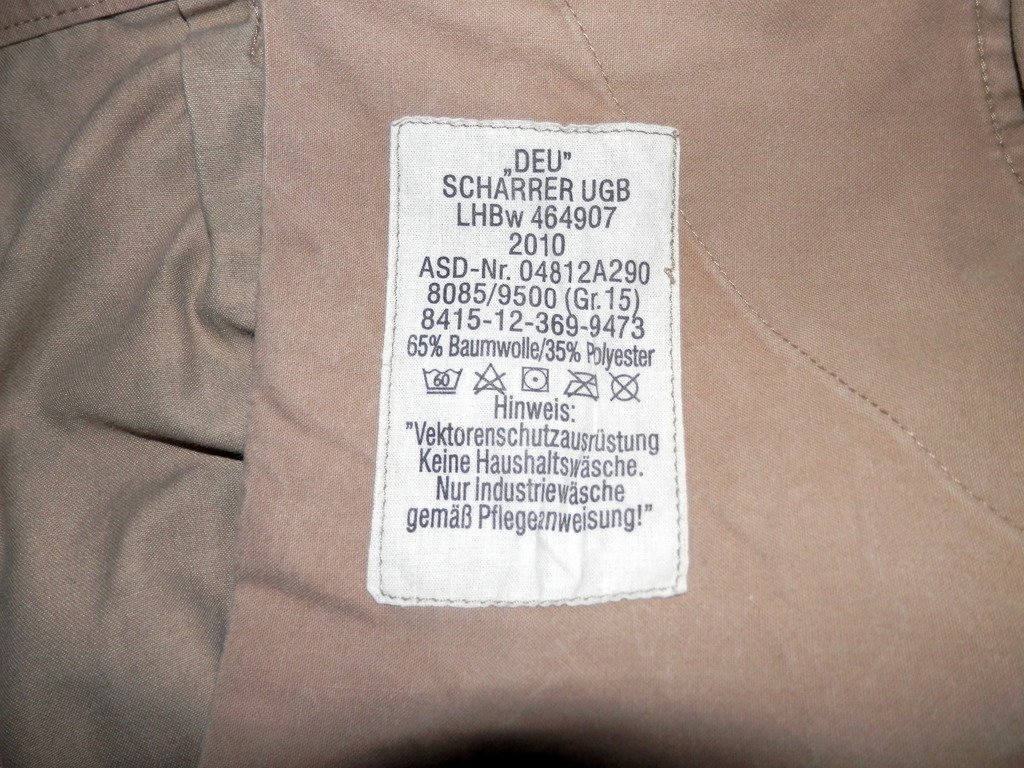 „DEU”
SCHARRER UGB
LHBw 464907
2010
ASD-Nr. 04812A290
8085/9500 (Gr.15)
8415-12-369-9473
65% Baumwolle/35% Polyester
60
Hinweis:
”Vektorenschutzausrüstung
Keine Haushaltswäsche.
Nur Industriewäsche
gemäß Pflegeanweisung!”